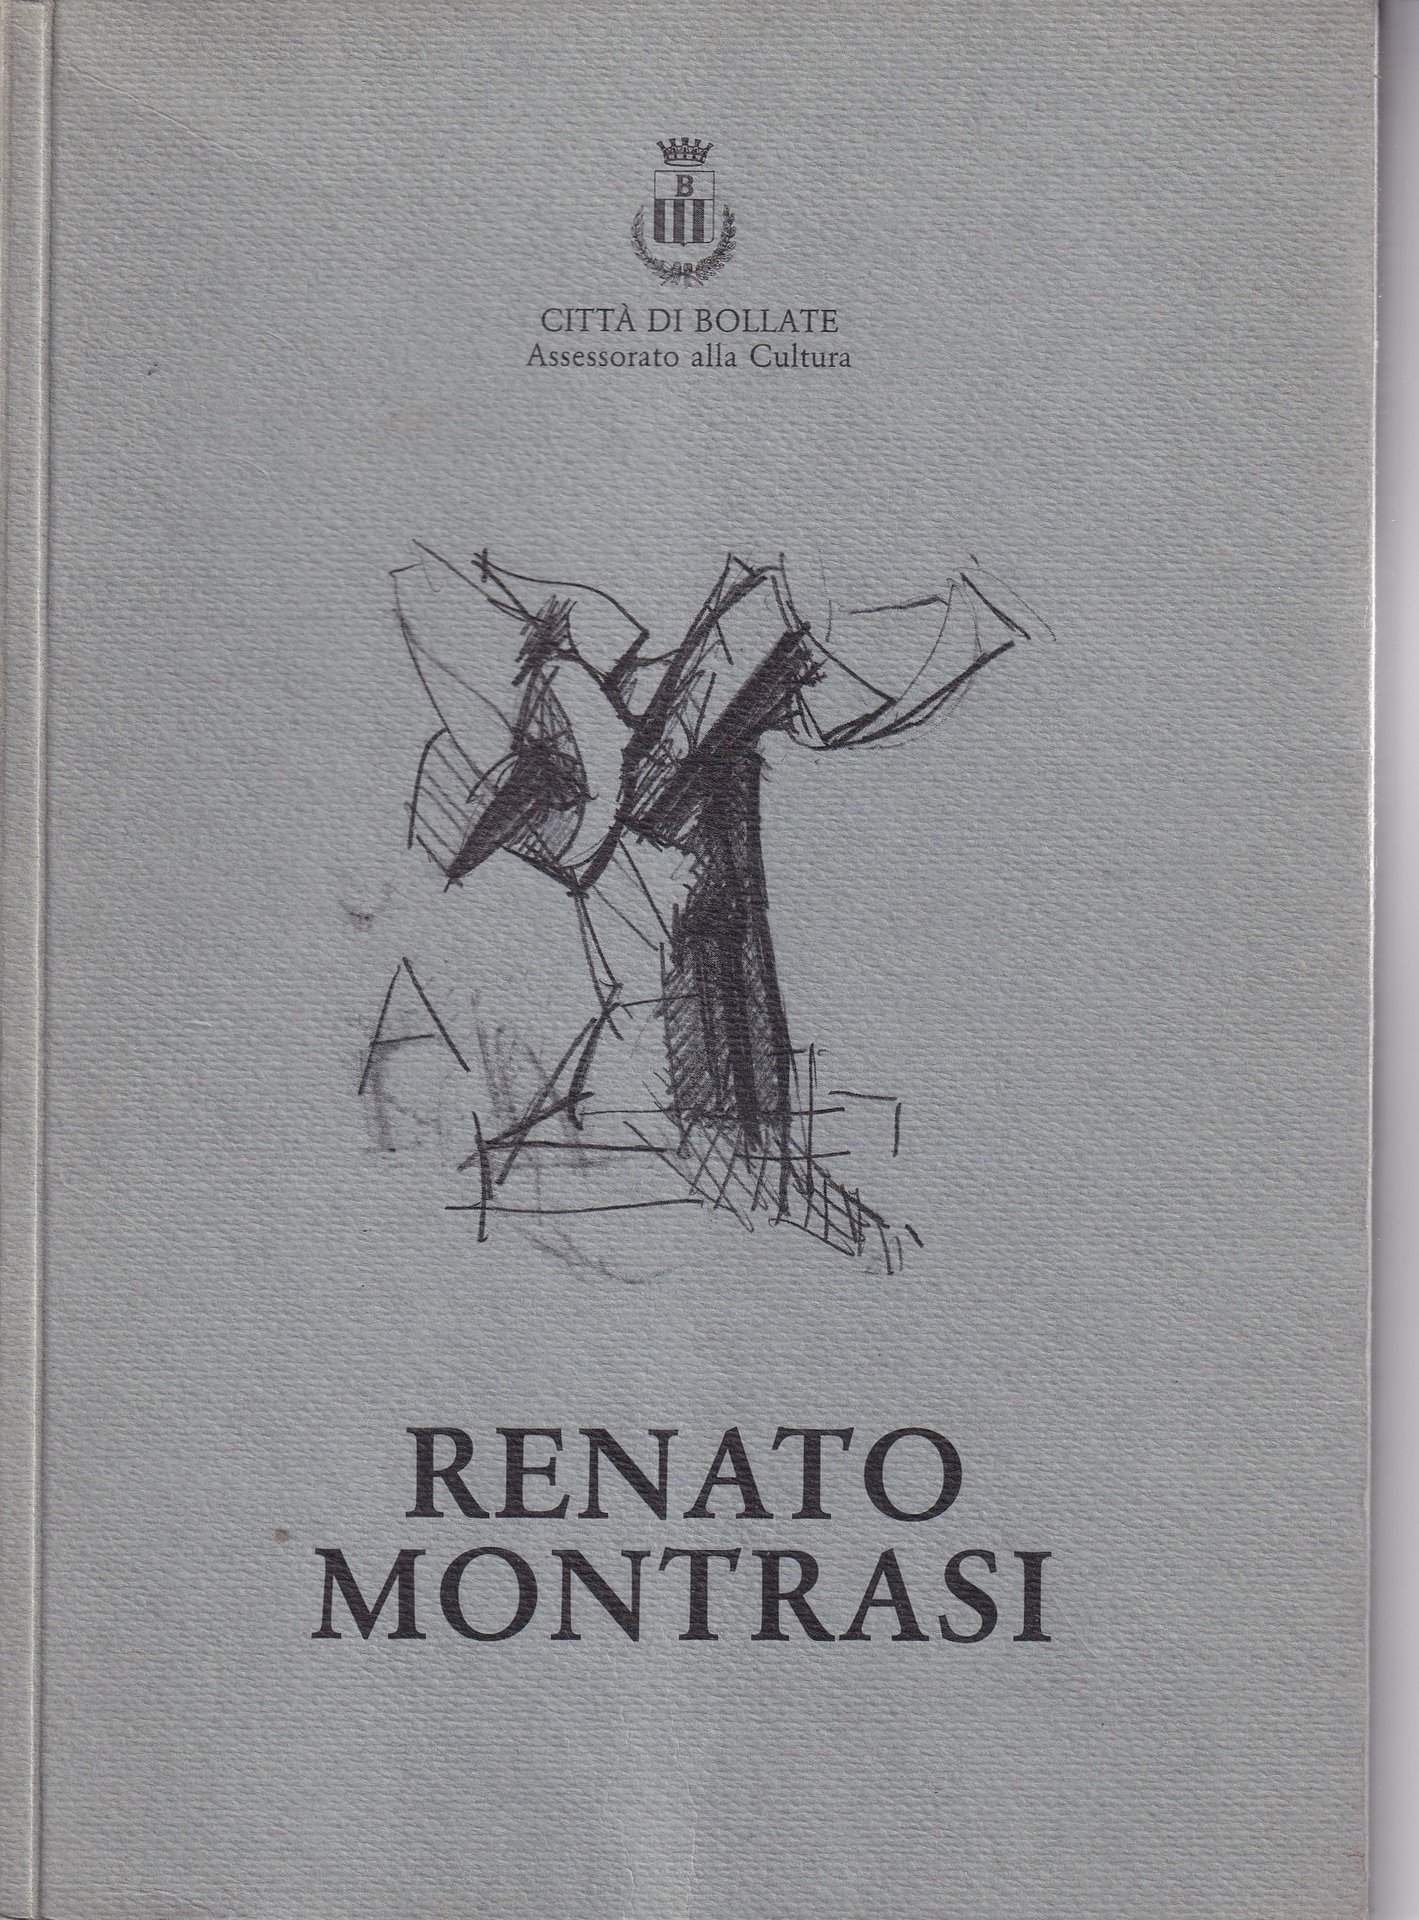 B
CITTÀ DI BOLLATE
Assessorato alla Cultura
A
RENATO
MONTRASI